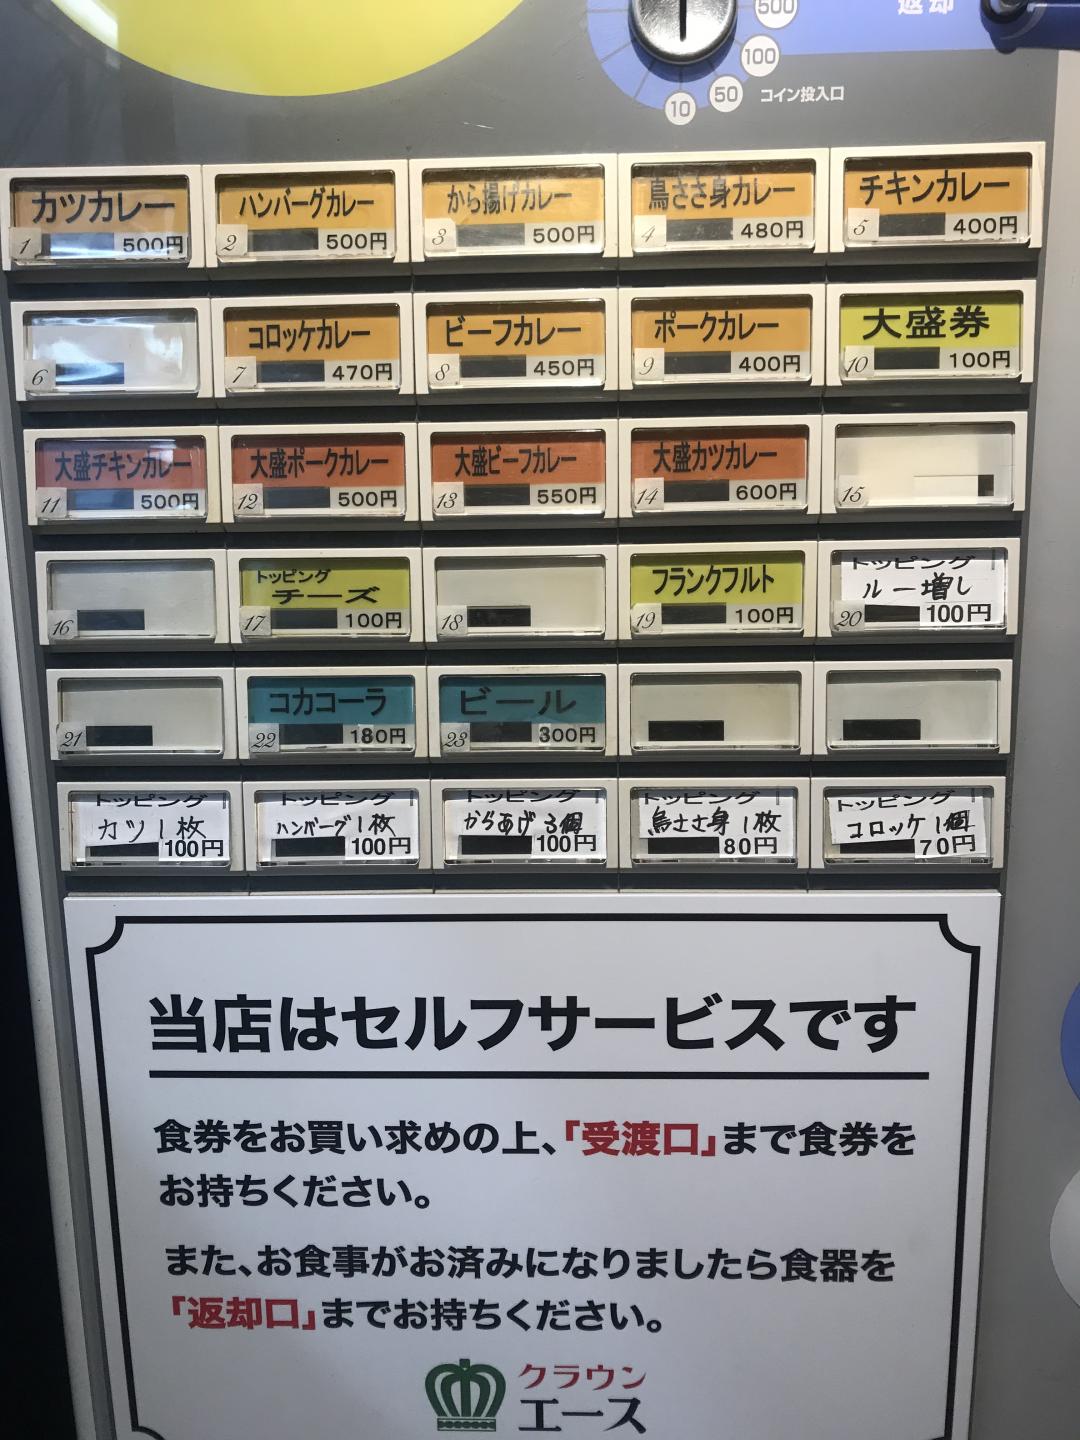 500
返却
100
50
10
コイン投入口
カツカレー
1 500円
ハンバーグカレー
2 500円
から揚げカレー
3 500円
鳥ささ身カレー
4 480円
チキンカレー
5 400円
6
コロッケカレー
7 470円
ビーフカレー
8 450円
ポークカレー
9 400円
大盛券
10 100円
大盛チキンカレー
11 500円
大盛ポークカレー
12 500円
大盛ビーフカレー
13 550円
大盛カツカレー
14 600円
15
16
トッピング
チーズ
17 100円
18
フランクフルト
19 100円
トッピング
ルー増し
20 100円
21
コカコーラ
22 180円
ビール
23 300円
トッピング
カツ1枚
100円
トッピング
ハンバーグ1枚
100円
トッピング
からあげ3個
100円
トッピング
鳥ささ身1枚
80円
トッピング
コロッケ1個
70円
当店はセルフサービスです
食券をお買い求めの上、「受渡口」まで食券を
お持ちください。
また、お食事がお済みになりましたら食器を
「返却口」までお持ちください。
クラウン
エース